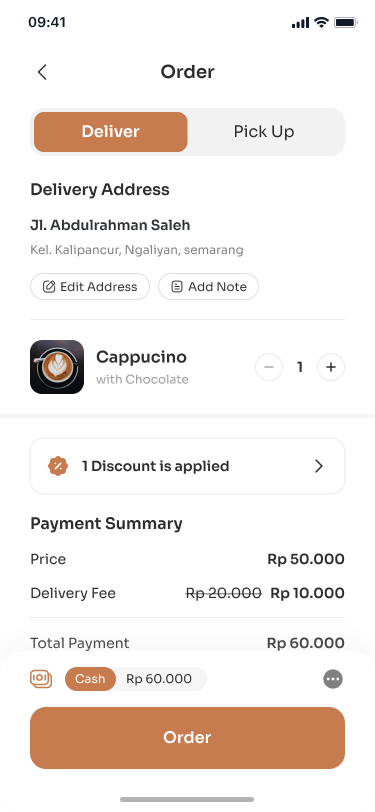 09:41
Order
Deliver
Pick Up
Delivery Address
Jl. Abdulrahman Saleh
Kel. Kalipancur, Ngaliyan, semarang
Edit Address
Add Note
Cappucino
with Chocolate
1
1 Discount is applied
Payment Summary
Price Rp 50.000
Delivery Fee Rp 20.000 Rp 10.000
Total Payment Rp 60.000
Cash Rp 60.000
Order